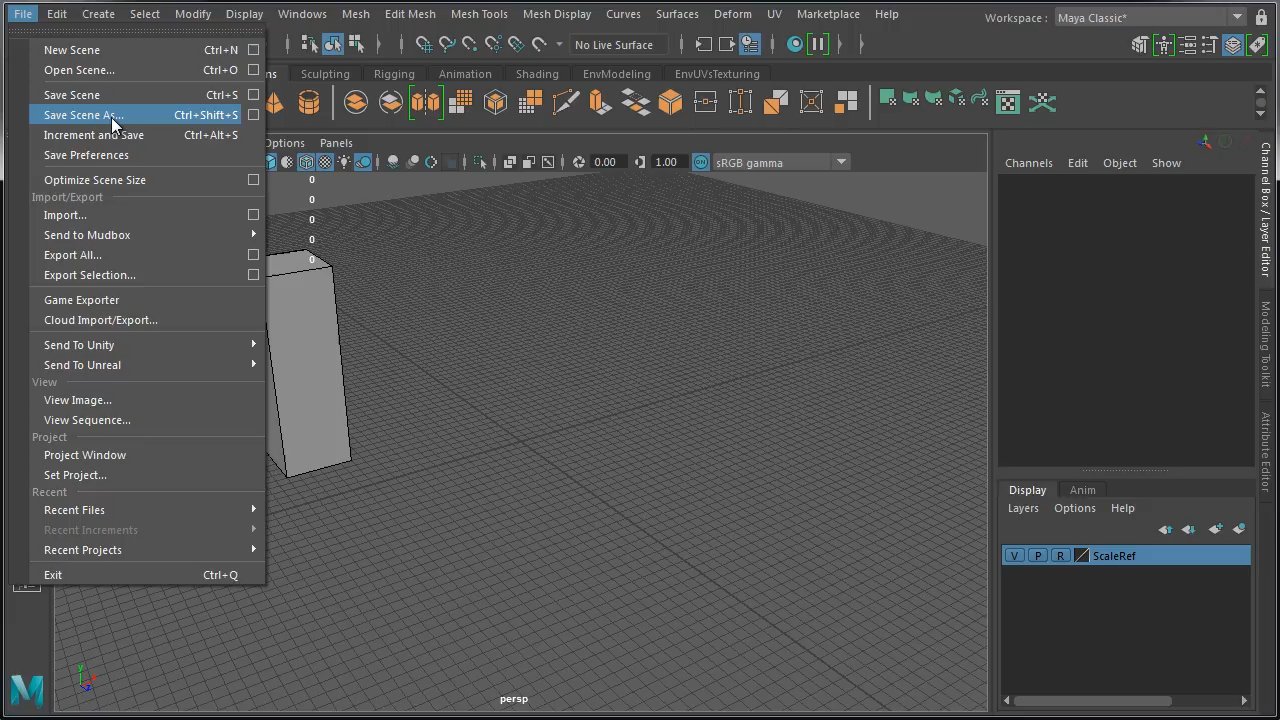 File Edit Create Select Modify Display Windows Mesh Edit Mesh Mesh Tools Mesh Display Curves Surfaces Deform UV Marketplace Help
Workspace : Maya Classic*
No Live Surface
Sculpting Rigging Animation Shading EnvModeling EnvUVsTexturing
New Scene Ctrl+N
Open Scene... Ctrl+O
Save Scene Ctrl+S
Save Scene As... Ctrl+Shift+S
Increment and Save Ctrl+Alt+S
Save Preferences
Optimize Scene Size
Import/Export
Import...
Send to Mudbox
Export All...
Export Selection...
Game Exporter
Cloud Import/Export...
Send To Unity
Send To Unreal
View
View Image...
View Sequence...
Project
Project Window
Set Project...
Recent
Recent Files
Recent Increments
Recent Projects
Exit Ctrl+Q
Options Panels
0.00 1.00 ON sRGB gamma
0
0
0
0
0
persp
Channels Edit Object Show
Display Anim
Layers Options Help
V P R ScaleRef
Channel Box / Layer Editor
Modeling Toolkit
Attribute Editor